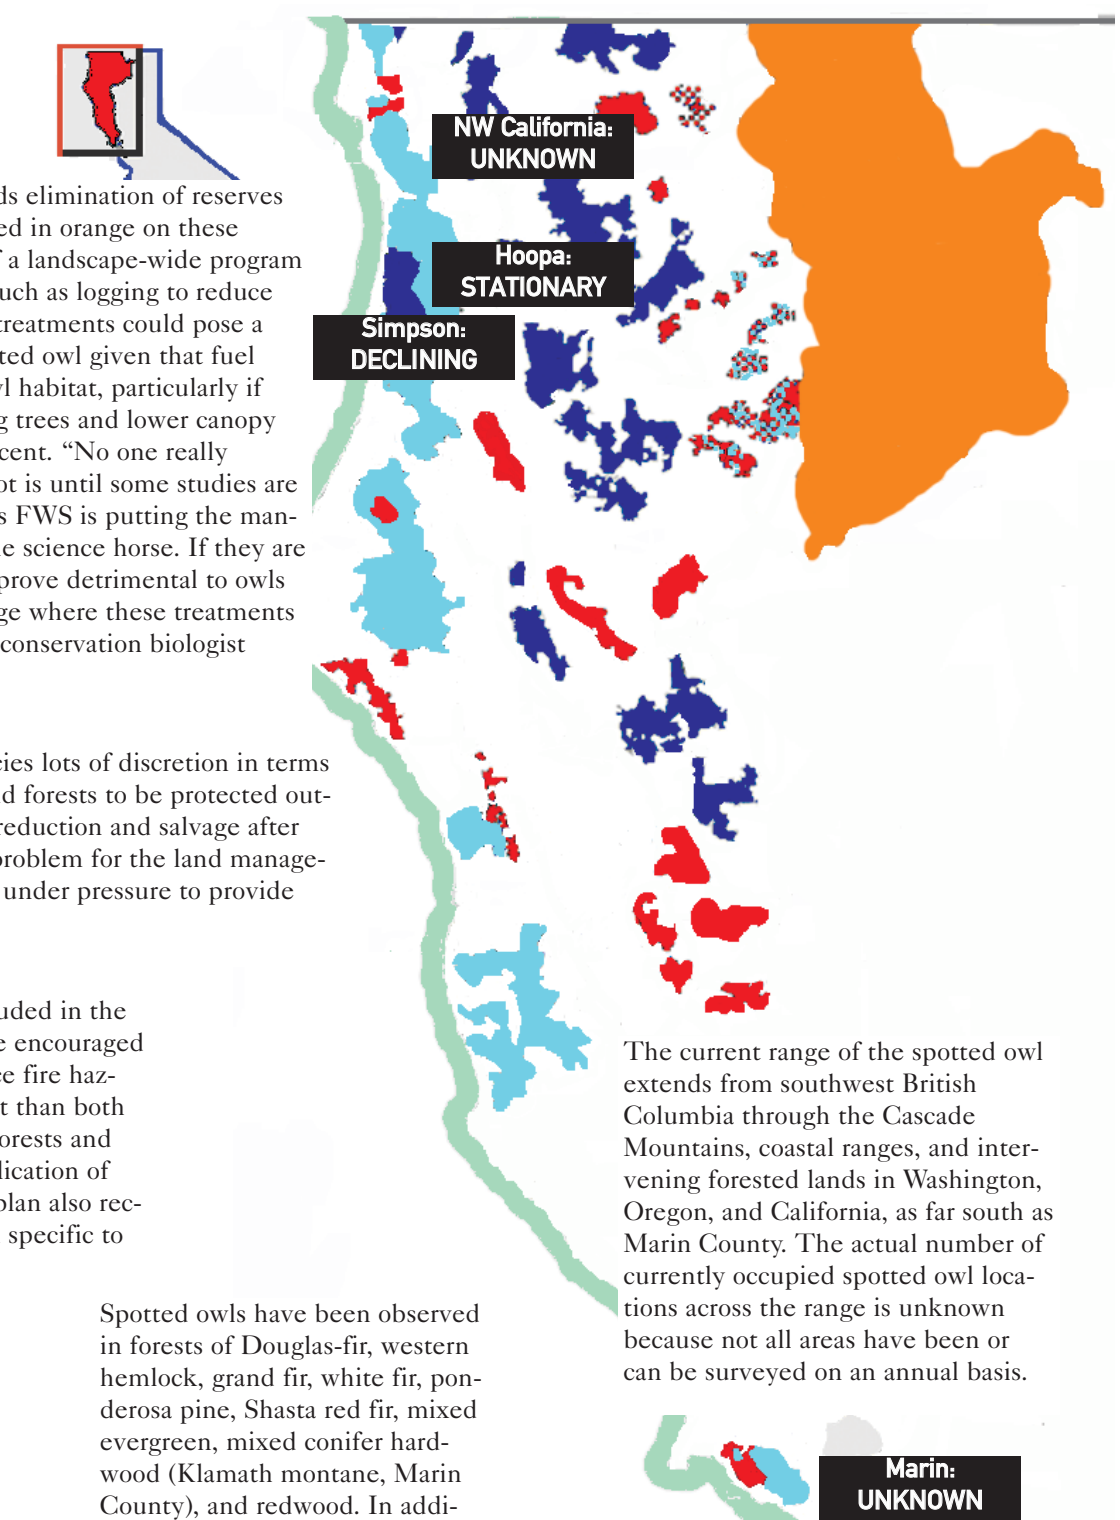 NW California:
UNKNOWN
Hoopa:
STATIONARY
Simpson:
DECLINING
ds elimination of reserves
ed in orange on these
f a landscape-wide program
uch as logging to reduce
treatments could pose a
ted owl given that fuel
vl habitat, particularly if
g trees and lower canopy
cent. “No one really
ot is until some studies are
s FWS is putting the man-
e science horse. If they are
prove detrimental to owls
ge where these treatments
conservation biologist
cies lots of discretion in terms
d forests to be protected out-
reduction and salvage after
problem for the land manage-
under pressure to provide
uded in the
e encouraged
ce fire haz-
t than both
orests and
lication of
plan also rec-
specific to
Spotted owls have been observed
in forests of Douglas-fir, western
hemlock, grand fir, white fir, pon-
derosa pine, Shasta red fir, mixed
evergreen, mixed conifer hard-
wood (Klamath montane, Marin
County), and redwood. In addi-
The current range of the spotted owl
extends from southwest British
Columbia through the Cascade
Mountains, coastal ranges, and inter-
vening forested lands in Washington,
Oregon, and California, as far south as
Marin County. The actual number of
currently occupied spotted owl loca-
tions across the range is unknown
because not all areas have been or
can be surveyed on an annual basis.
Marin:
UNKNOWN